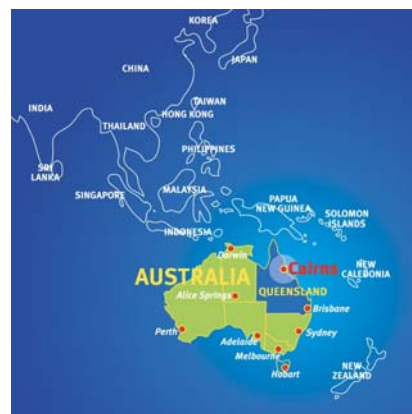 KOREA
JAPAN
CHINA
INDIA
TAIWAN
HONG KONG
THAILAND
PHILIPPINES
SRI
LANKA
SINGAPORE
MALAYSIA
PAPUA
NEW GUINEA
SOLOMON
ISLANDS
INDONESIA
Darwin
Cairns
NEW
CALEDONIA
AUSTRALIA
QUEENSLAND
Alice Springs
Brisbane
Perth
Sydney
Adelaide
Melbourne
Hobart
NEW
ZEALAND